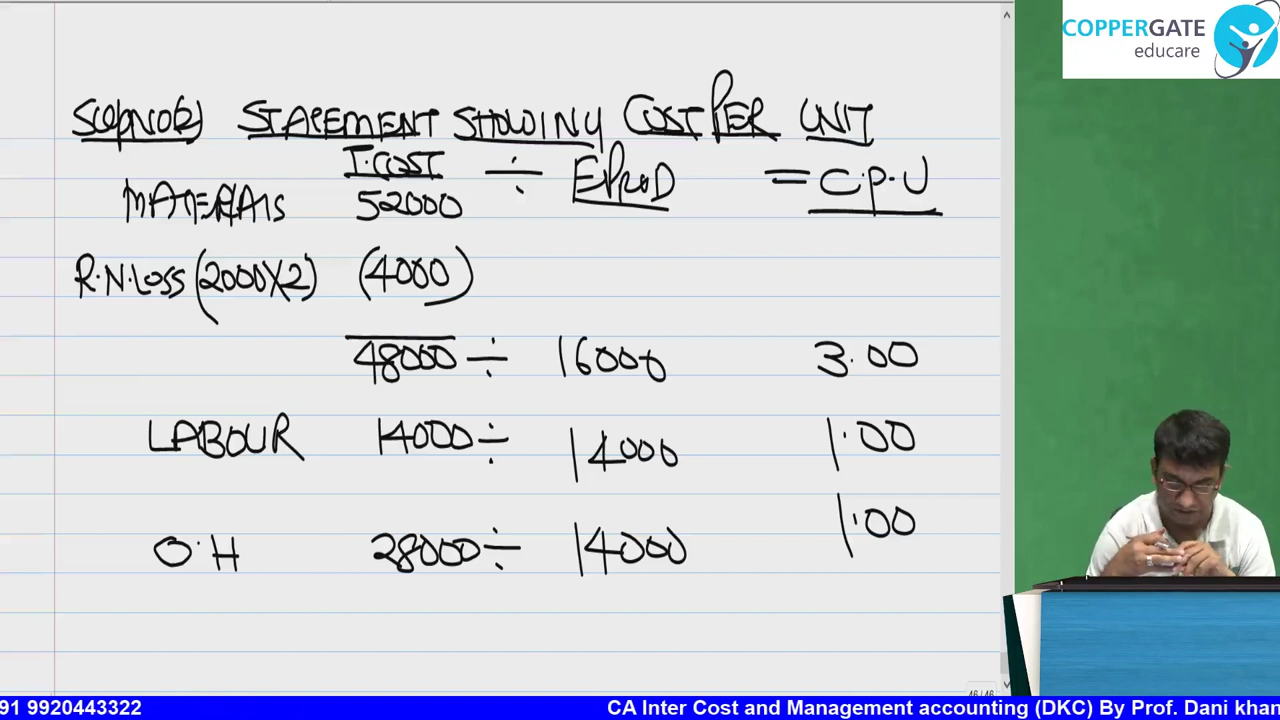 COPPERGATE
educare
STATEMENT SHOWING COST PER UNIT
T.COST ÷ E.PROD = C.P.U
MATERIALS 52000
R.N.Loss (2000X2) (4000)
48000 ÷ 16000 3.00
LABOUR 14000 ÷ 14000 1.00
O.H 28000 ÷ 14000 1.00
46 / 46
91 9920443322 CA Inter Cost and Management accounting (DKC) By Prof. Dani khan